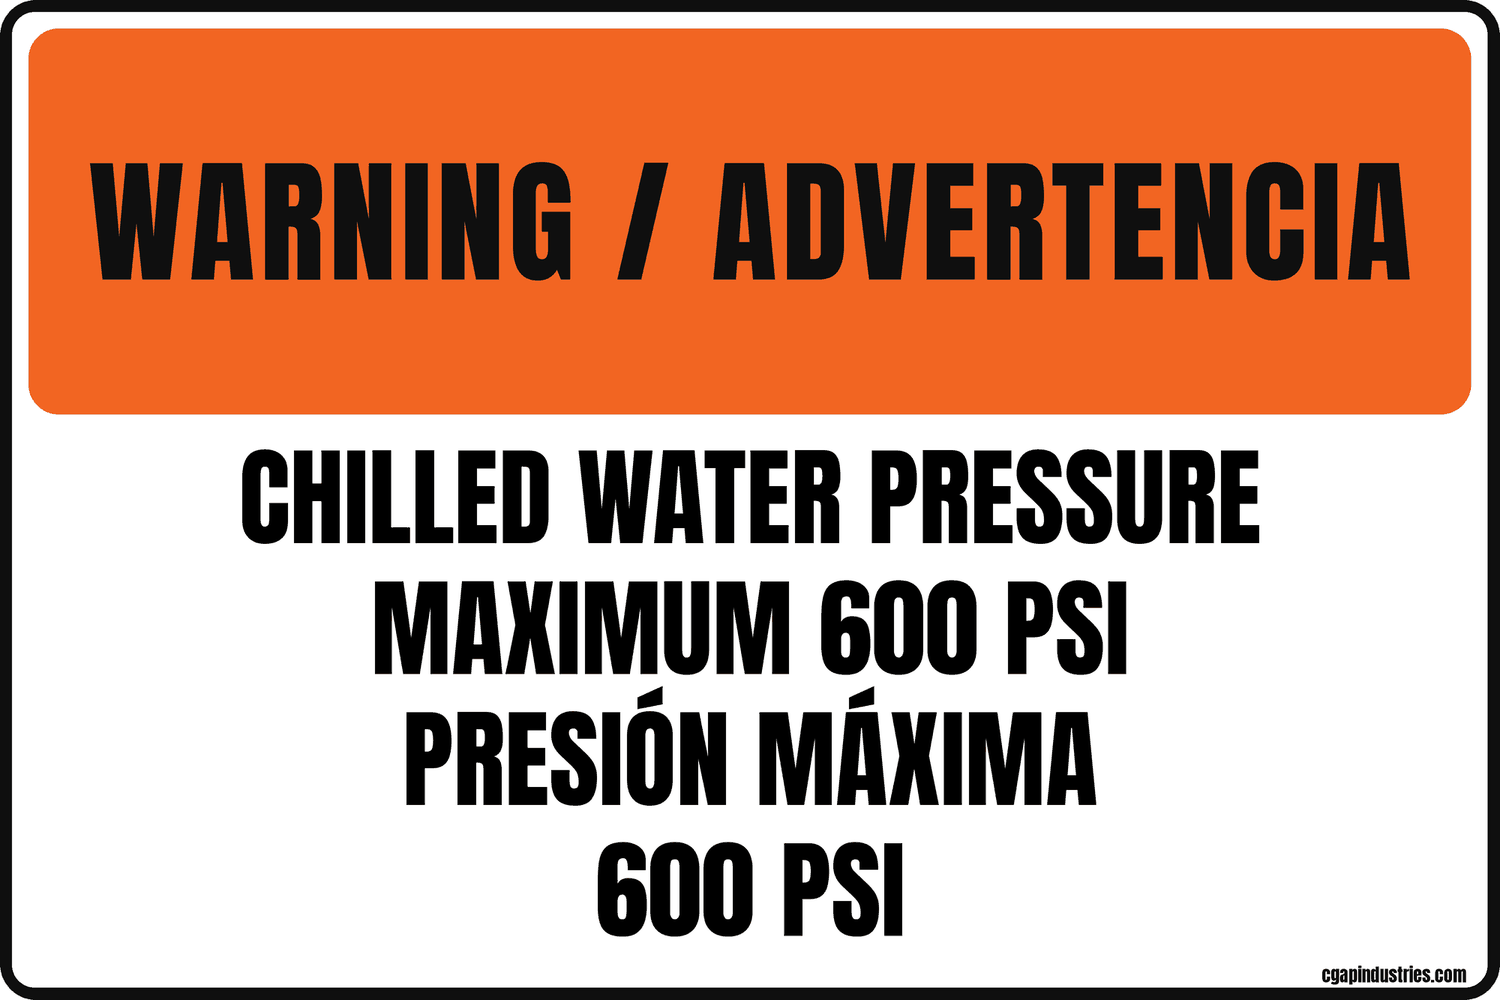 WARNING / ADVERTENCIA
CHILLED WATER PRESSURE
MAXIMUM 600 PSI
PRESIÓN MÁXIMA
600 PSI
cgapindustries.com